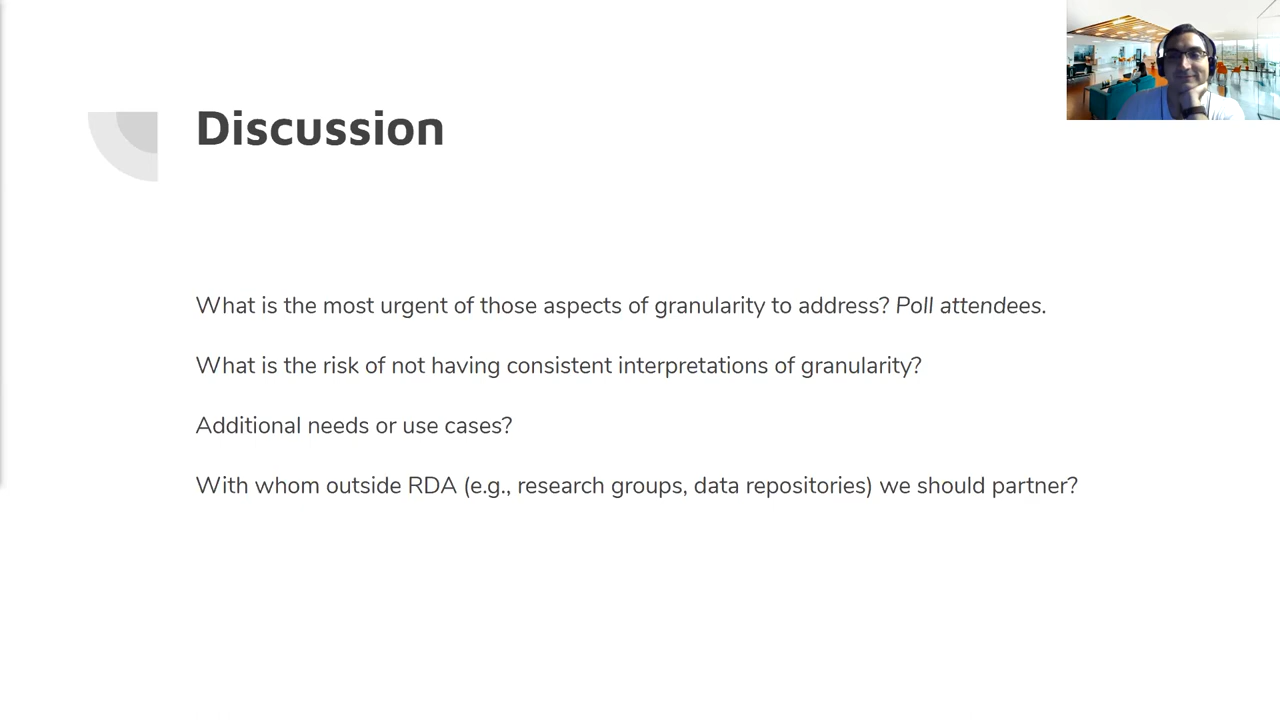 Discussion
What is the most urgent of those aspects of granularity to address? Poll attendees.
What is the risk of not having consistent interpretations of granularity?
Additional needs or use cases?
With whom outside RDA (e.g., research groups, data repositories) we should partner?